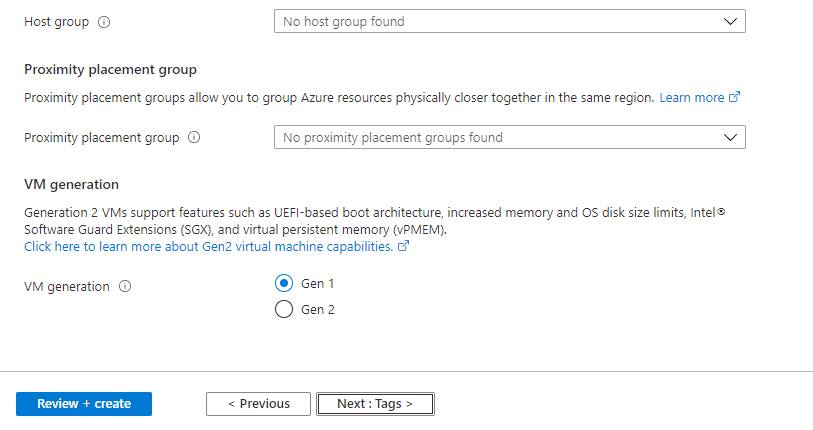 Host group
No host group found
Proximity placement group
Proximity placement groups allow you to group Azure resources physically closer together in the same region. Learn more
Proximity placement group
No proximity placement groups found
VM generation
Generation 2 VMs support features such as UEFI-based boot architecture, increased memory and OS disk size limits, Intel®
Software Guard Extensions (SGX), and virtual persistent memory (vPMEM).
Click here to learn more about Gen2 virtual machine capabilities.
VM generation
Gen 1
Gen 2
Review + create
< Previous
Next : Tags >